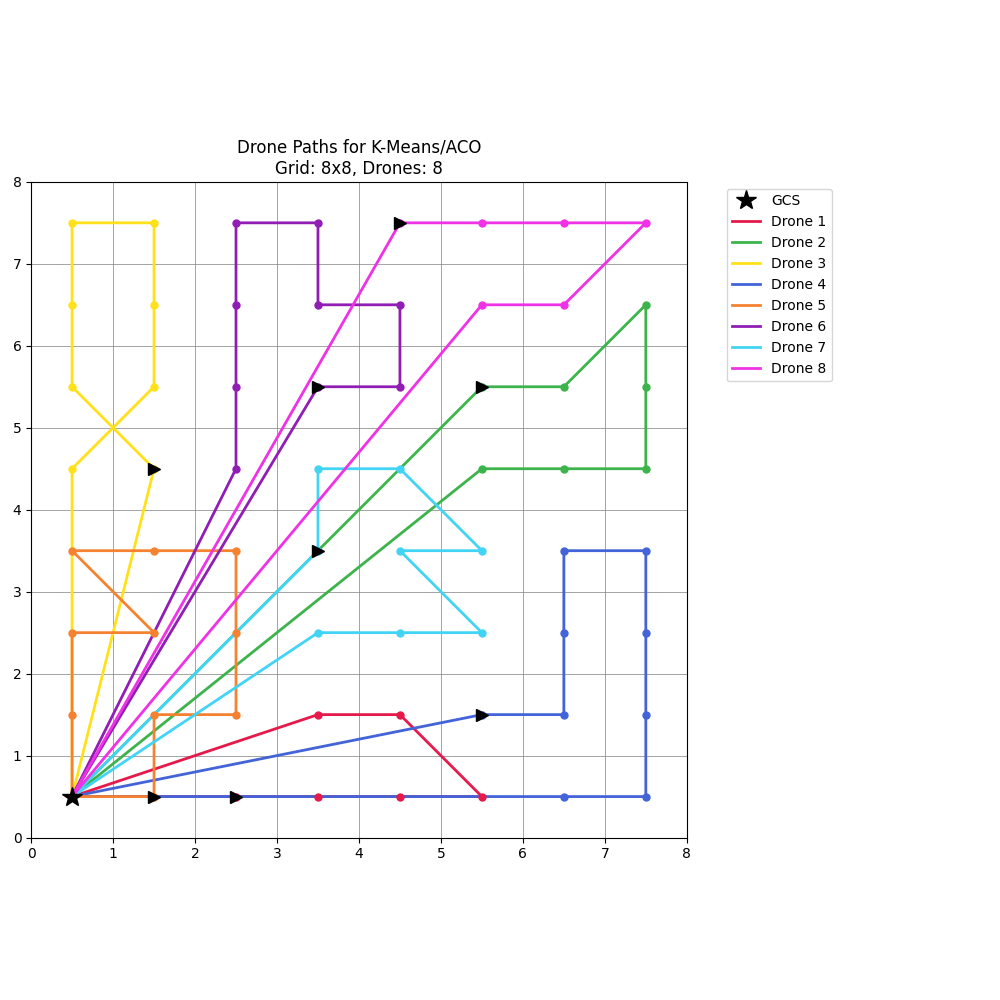 Drone Paths for K-Means/ACO
Grid: 8x8, Drones: 8
8
7
6
5
4
3
2
1
0
0 1 2 3 4 5 6 7 8
GCS
Drone 1
Drone 2
Drone 3
Drone 4
Drone 5
Drone 6
Drone 7
Drone 8